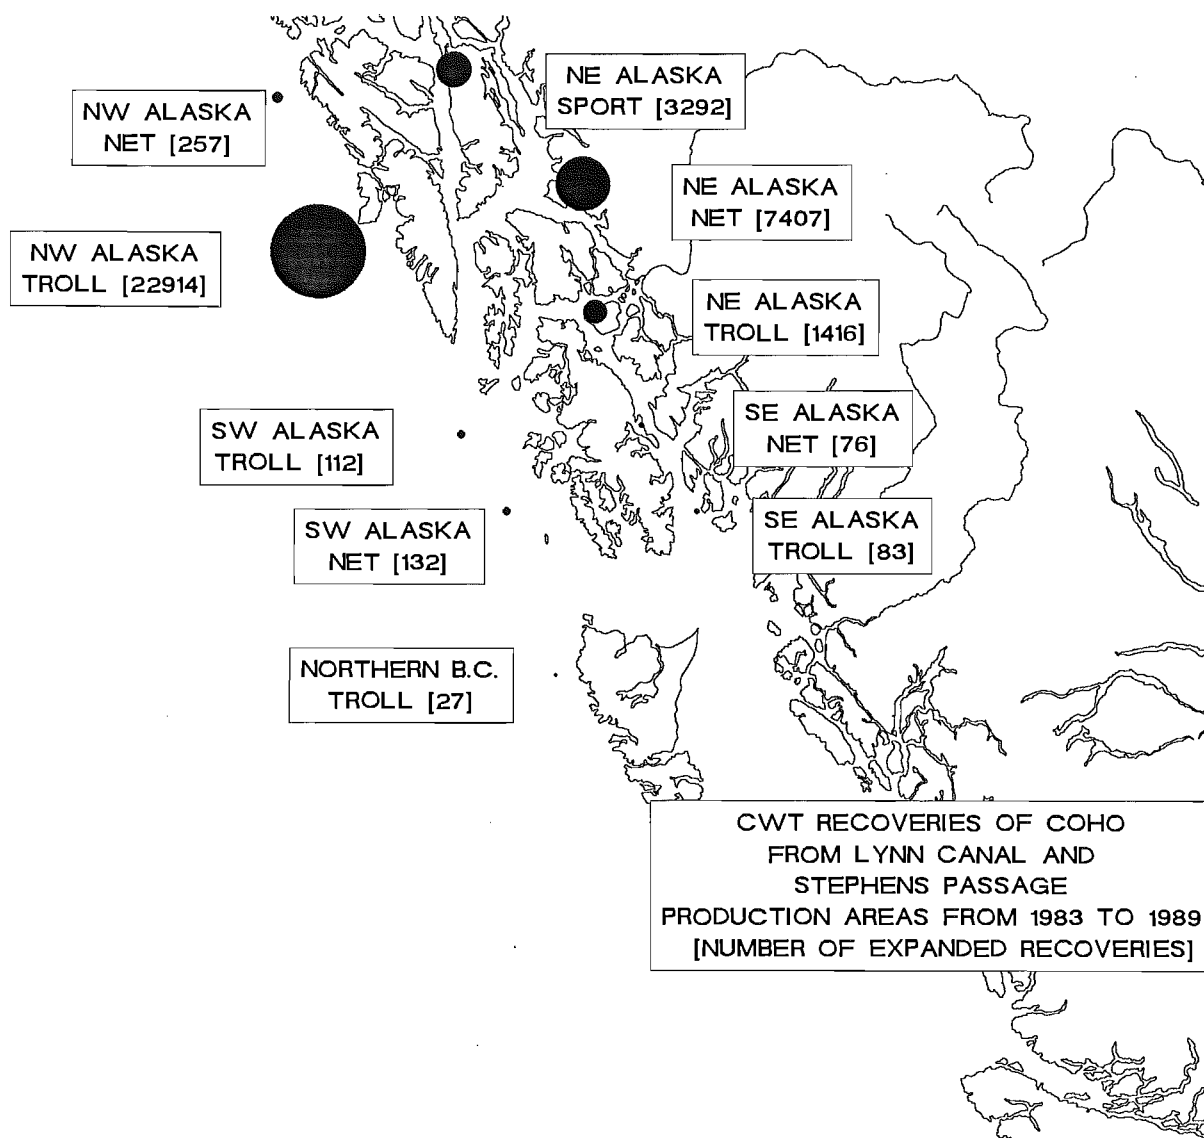 NE ALASKA
SPORT [3292]
NW ALASKA
NET [257]
NE ALASKA
NET [7407]
NW ALASKA
TROLL [22914]
NE ALASKA
TROLL [1416]
SE ALASKA
NET [76]
SW ALASKA
TROLL [112]
SE ALASKA
TROLL [83]
SW ALASKA
NET [132]
NORTHERN B.C.
TROLL [27]
CWT RECOVERIES OF COHO
FROM LYNN CANAL AND
STEPHENS PASSAGE
PRODUCTION AREAS FROM 1983 TO 1989
[NUMBER OF EXPANDED RECOVERIES]